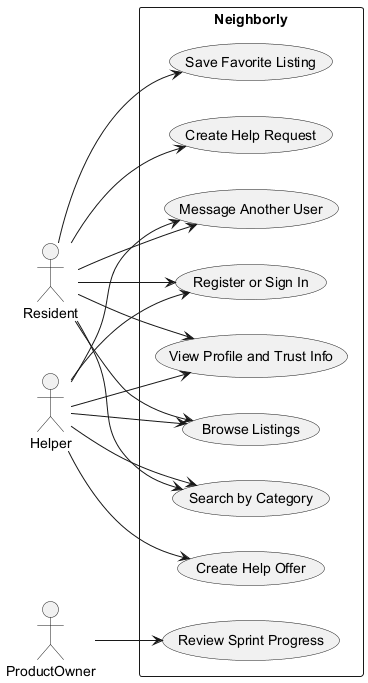 Neighborly
Save Favorite Listing
Create Help Request
Message Another User
Register or Sign In
Resident
View Profile and Trust Info
Browse Listings
Helper
Search by Category
Create Help Offer
Review Sprint Progress
ProductOwner